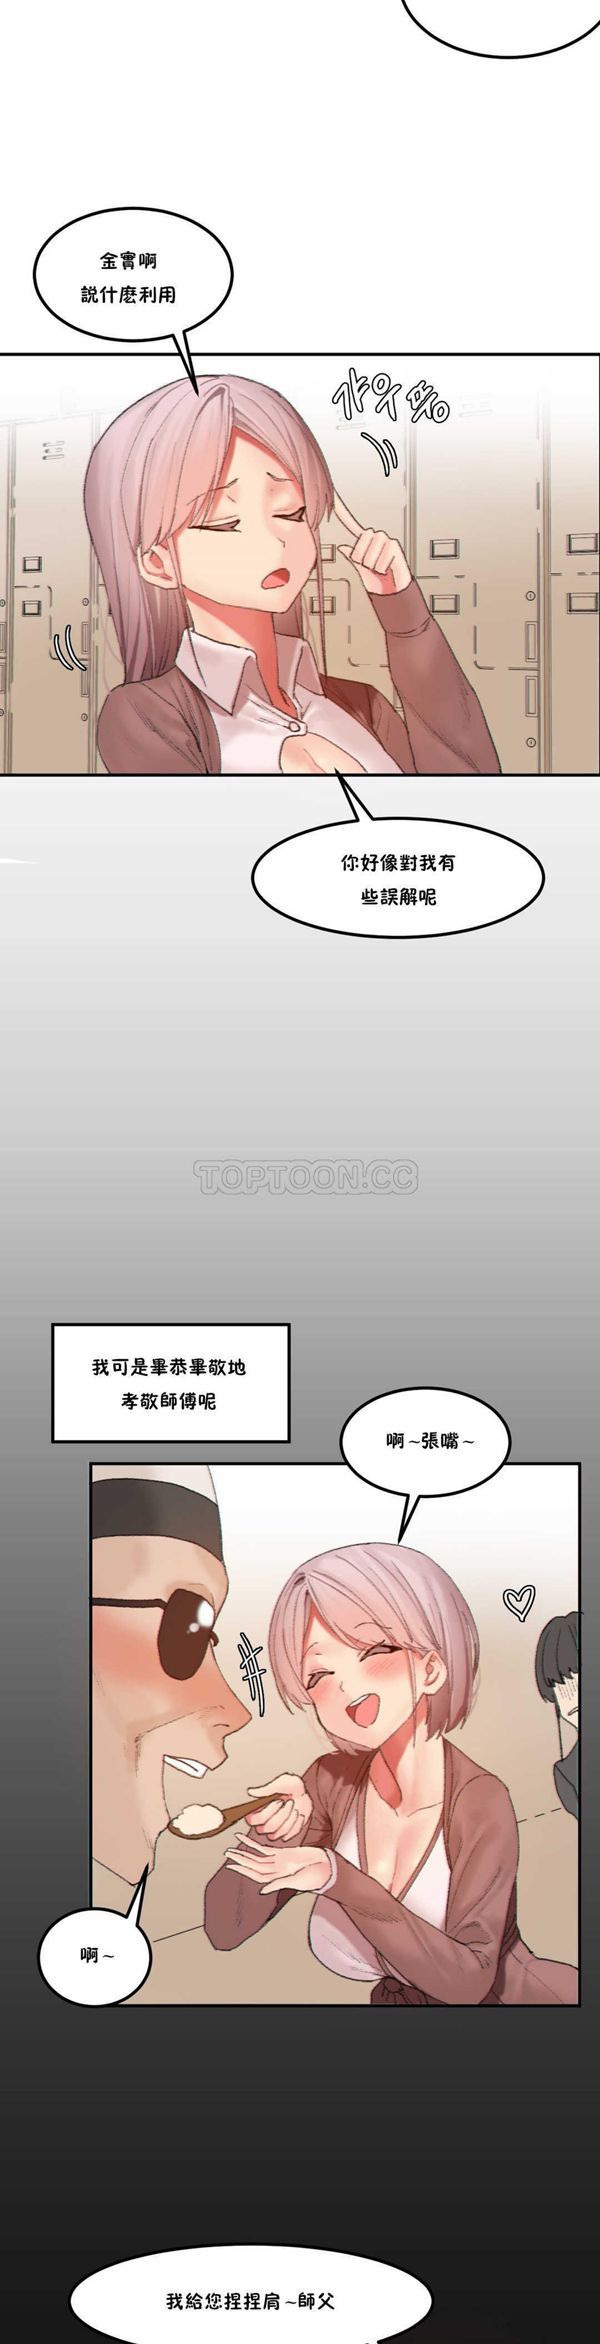 金實啊
說什麽利用
갸우뚱
你好像對我有
些誤解呢
TOPTOON.CC
我可是畢恭畢敬地
孝敬師傅呢
啊~張嘴~
啊~
我給您捏捏肩~師父